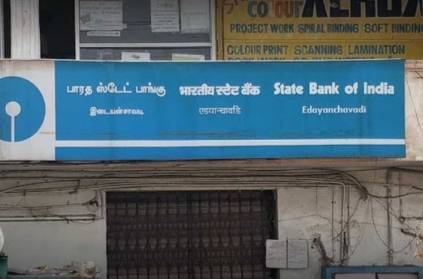 COLOUR XEROX
PROJECT WORK SPIRAL BINDING SOFT BINDING
COLOUR PRINT SCANNING LAMINATION
பாரத ஸ்டேட் பாங்கு भारतीय स्टेट बैंक State Bank of India
இடையன்சாவடி एडयान्चावडि Edayanchavadi